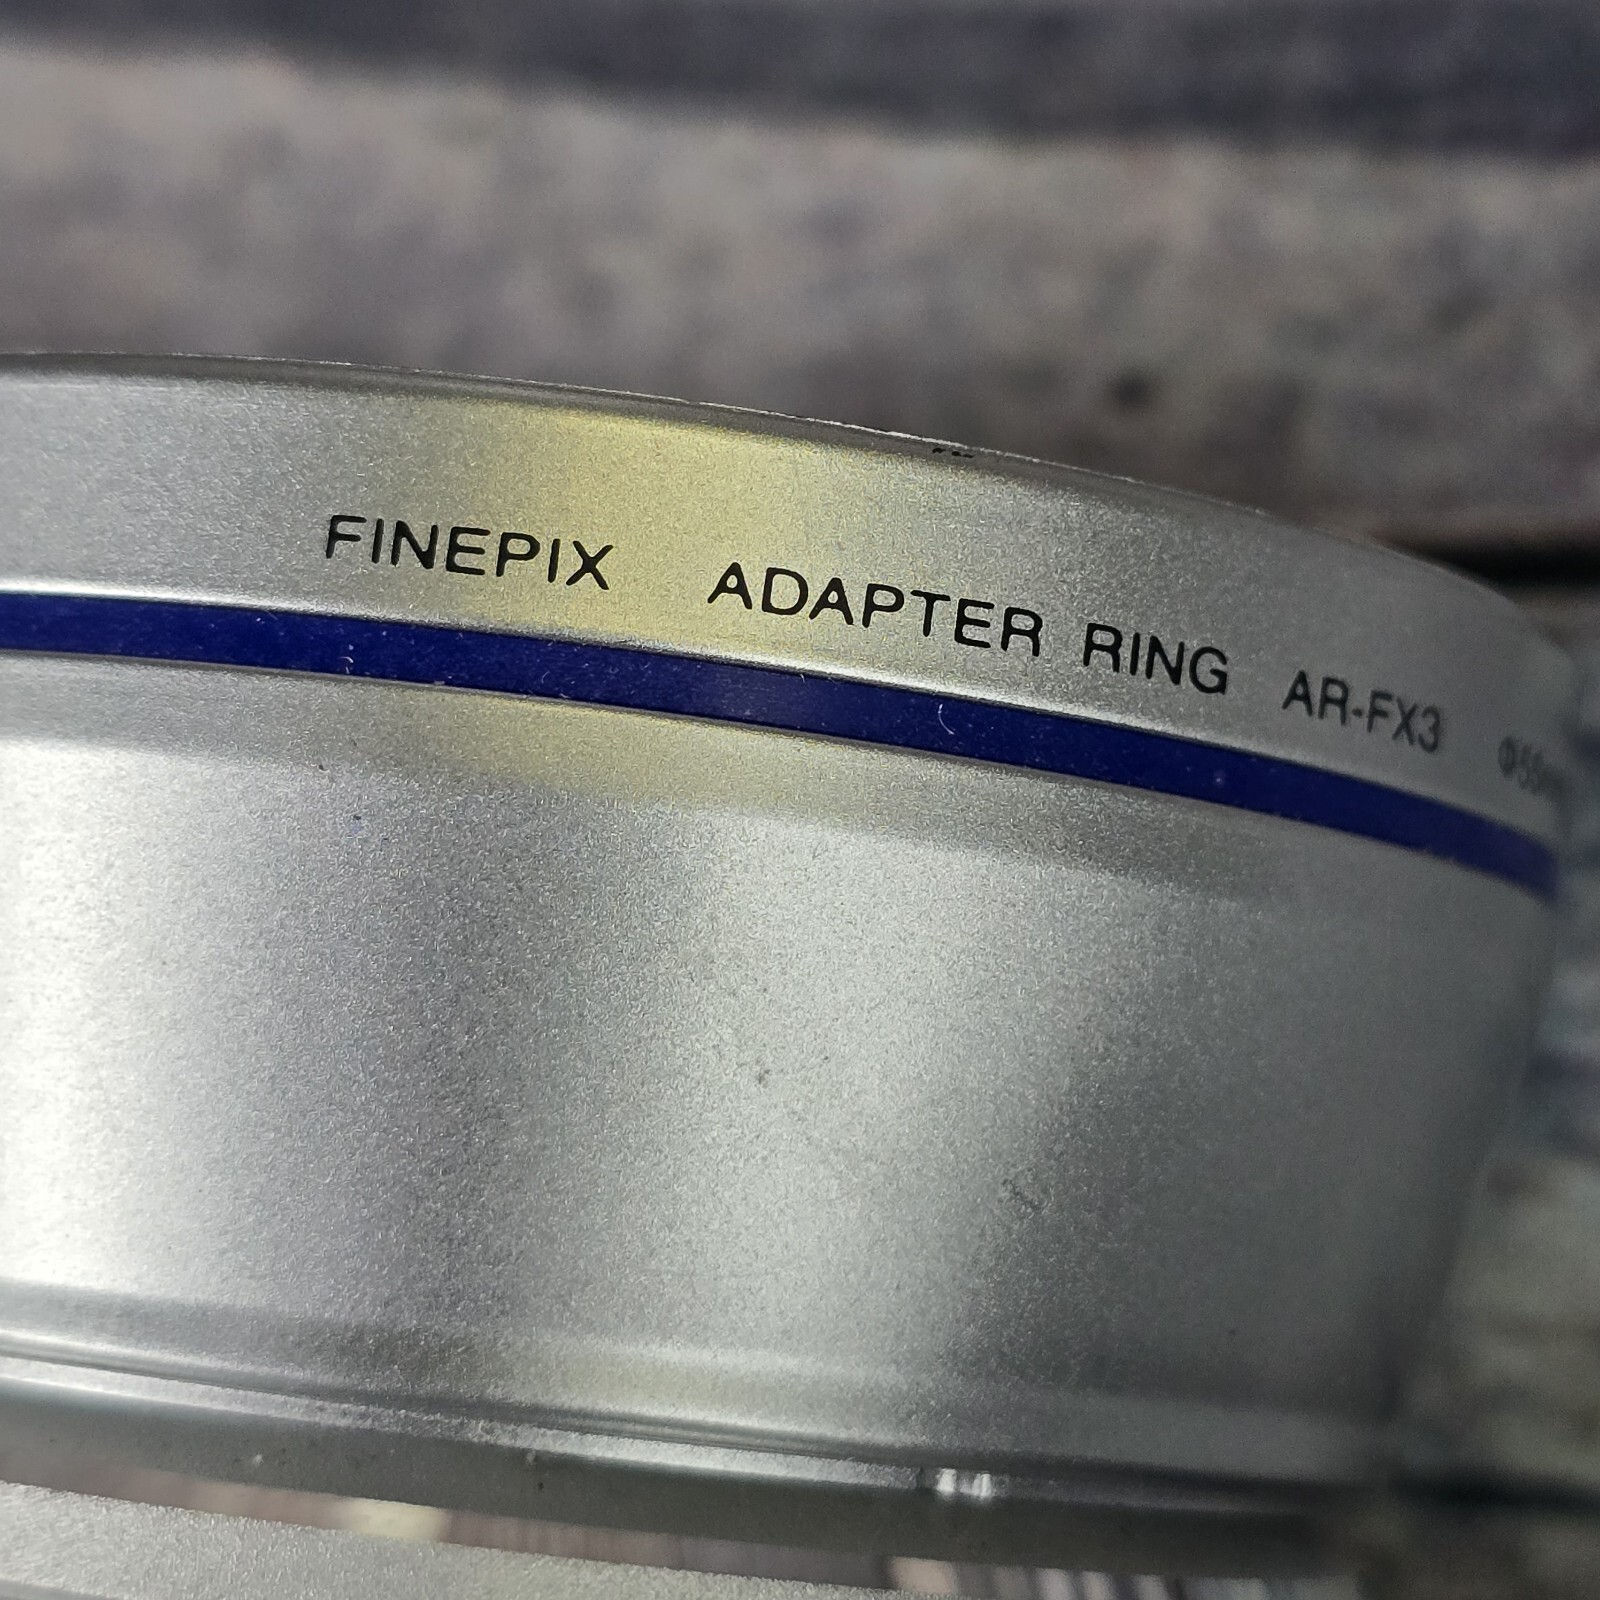 FINEPIX ADAPTER RING AR-FX3